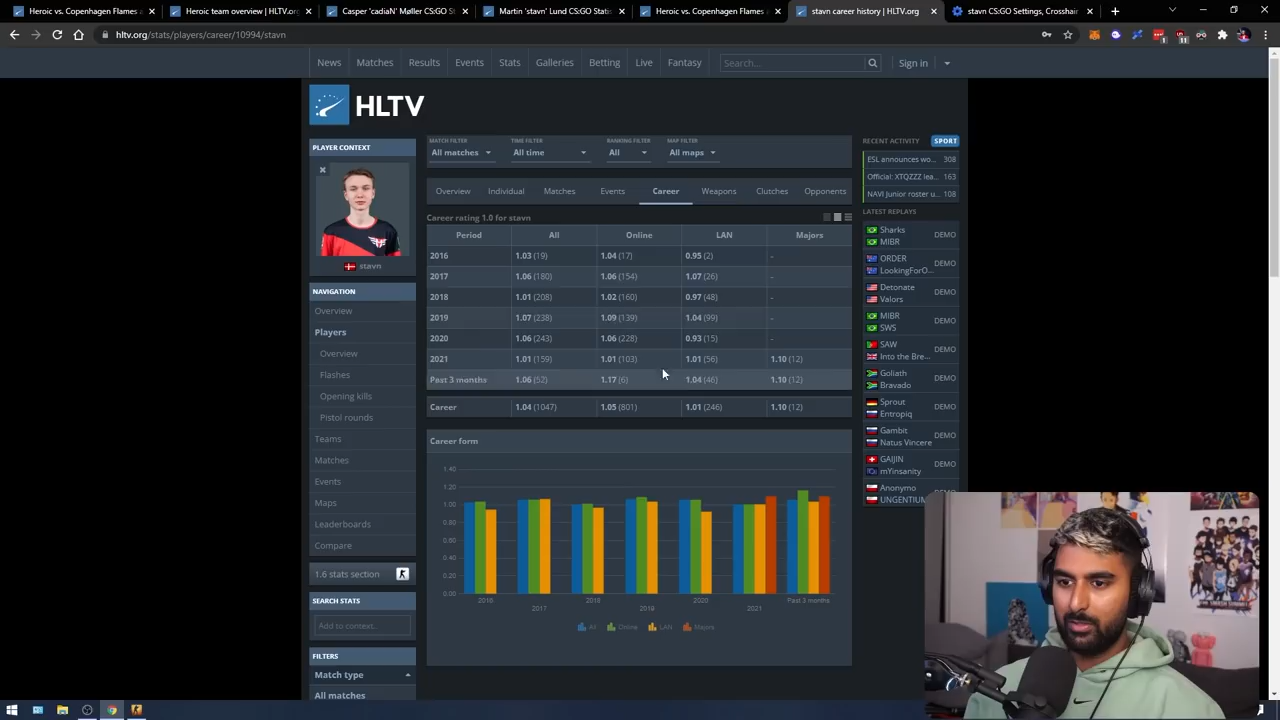 Heroic vs. Copenhagen Flames
Heroic team overview | HLTV.org
Casper 'cadiaN' Møller CS:GO St
Martin 'stavn' Lund CS:GO Statis
Heroic vs. Copenhagen Flames
stavn career history | HLTV.org
stavn CS:GO Settings, Crosshair
hltv.org/stats/players/career/10994/stavn
News Matches Results Events Stats Galleries Betting Live Fantasy Search... Sign in
HLTV
PLAYER CONTEXT
stavn
NAVIGATION
Overview
Players
Overview
Flashes
Opening kills
Pistol rounds
Teams
Matches
Events
Maps
Leaderboards
Compare
1.6 stats section
SEARCH STATS
Add to context..
FILTERS
Match type
All matches
MATCH FILTER TIME FILTER RANKING FILTER MAP FILTER
All matches All time All All maps
Overview Individual Matches Events Career Weapons Clutches Opponents
Career rating 1.0 for stavn
Period All Online LAN Majors
2016 1.03 (19) 1.04 (17) 0.95 (2) -
2017 1.06 (180) 1.06 (154) 1.07 (26) -
2018 1.01 (208) 1.02 (160) 0.97 (48) -
2019 1.07 (238) 1.09 (139) 1.04 (99) -
2020 1.06 (243) 1.06 (228) 0.93 (15) -
2021 1.01 (159) 1.01 (103) 1.01 (56) 1.10 (12)
Past 3 months 1.06 (52) 1.17 (6) 1.04 (46) 1.10 (12)
Career 1.04 (1047) 1.05 (801) 1.01 (246) 1.10 (12)
Career form
1.40
1.20
1.00
0.80
0.60
0.40
0.20
0.00
2016 2017 2018 2019 2020 2021 Past 3 months
All Online LAN Majors
RECENT ACTIVITY SPORT
ESL announces wo... 308
Official: XTQZZZ lea... 163
NAVI Junior roster u... 108
LATEST REPLAYS
Sharks
MIBR DEMO
ORDER
LookingForO... DEMO
Detonate
Valors DEMO
MIBR
SWS DEMO
SAW
Into the Bre... DEMO
Goliath
Bravado DEMO
Sprout
Entropiq DEMO
Gambit
Natus Vincere DEMO
GAIJIN
mYinsanity DEMO
Anonymo
UNGENTIUM DEMO